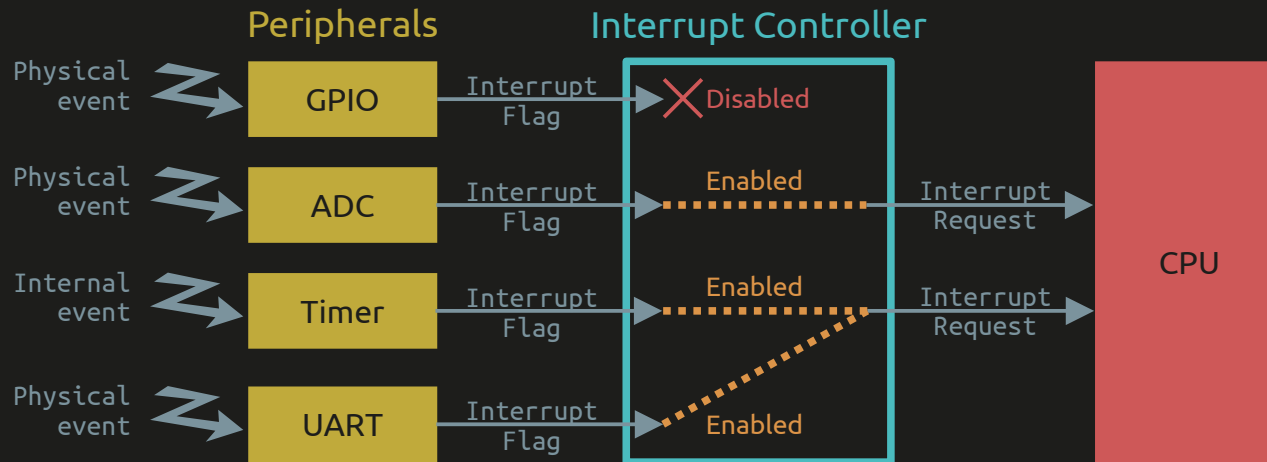 Peripherals
Interrupt Controller
Physical
event
GPIO
Interrupt
Flag
Disabled
Physical
event
ADC
Interrupt
Flag
Enabled
Interrupt
Request
CPU
Internal
event
Timer
Interrupt
Flag
Enabled
Interrupt
Request
Physical
event
UART
Interrupt
Flag
Enabled